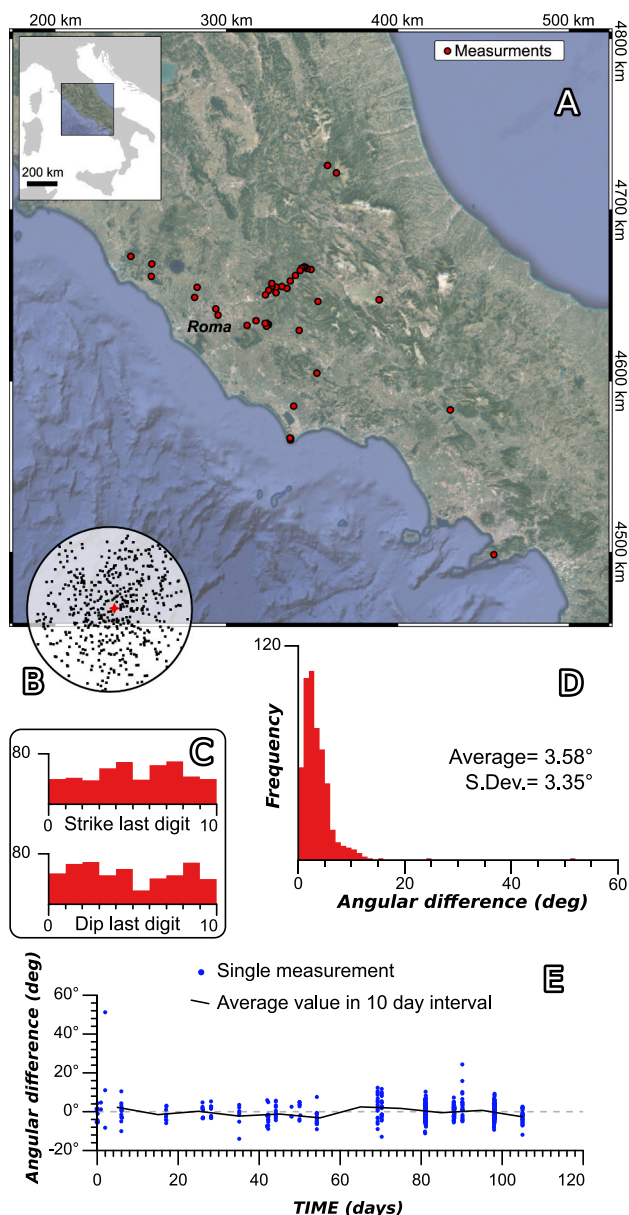 200 km
300 km
400 km
500 km
4800 km
Measurments
A
200 km
4700 km
Roma
4600 km
4500 km
B
120
D
Frequency
Average= 3.58°
S.Dev.= 3.35°
0
20
40
60
Angular difference (deg)
C
80
0
Strike last digit
10
80
0
Dip last digit
10
E
Single measurement
Average value in 10 day interval
Angular difference (deg)
60°
40°
20°
0°
-20°
0
20
40
60
80
100
120
TIME (days)